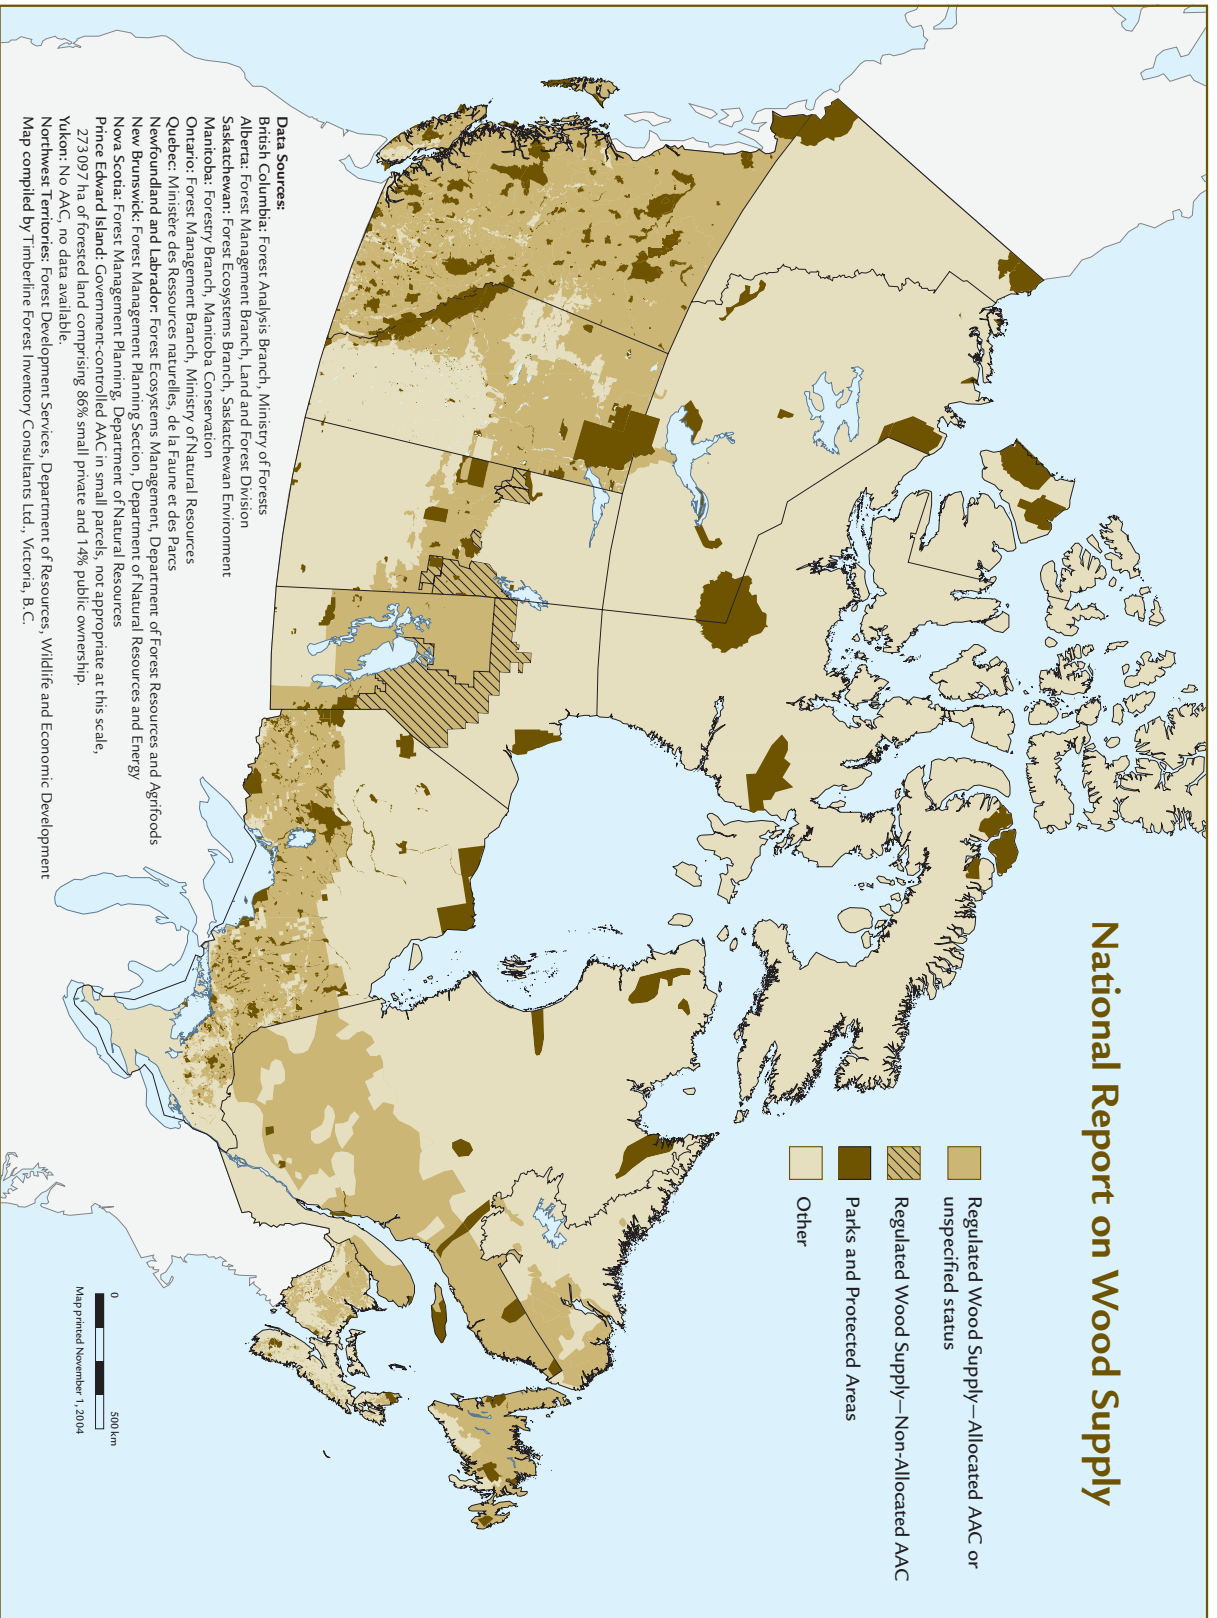 National Report on Wood Supply
Regulated Wood Supply—Allocated AAC or
unspecified status
Regulated Wood Supply—Non-Allocated AAC
Parks and Protected Areas
Other
Data Sources:
British Columbia: Forest Analysis Branch, Ministry of Forests
Alberta: Forest Management Branch, Land and Forest Division
Saskatchewan: Forest Ecosystems Branch, Saskatchewan Environment
Manitoba: Forestry Branch, Manitoba Conservation
Ontario: Forest Management Branch, Ministry of Natural Resources
Quebec: Ministère des Ressources naturelles, de la Faune et des Parcs
Newfoundland and Labrador: Forest Ecosystems Management, Department of Forest Resources and Agrifoods
New Brunswick: Forest Management Planning Section, Department of Natural Resources and Energy
Nova Scotia: Forest Management Planning, Department of Natural Resources
Prince Edward Island: Government-controlled AAC in small parcels, not appropriate at this scale,
273 097 ha of forested land comprising 86% small private and 14% public ownership.
Yukon: No AAC, no data available.
Northwest Territories: Forest Development Services, Department of Resources, Wildlife and Economic Development
Map compiled by Timberline Forest Inventory Consultants Ltd., Victoria, B.C.
0 500 km
Map printed November 1, 2004